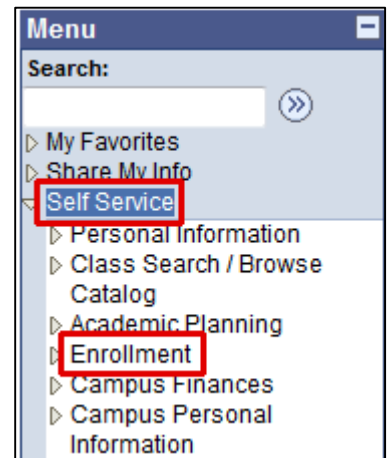 Menu
Search:
My Favorites
Share My Info
Self Service
Personal Information
Class Search / Browse
Catalog
Academic Planning
Enrollment
Campus Finances
Campus Personal
Information